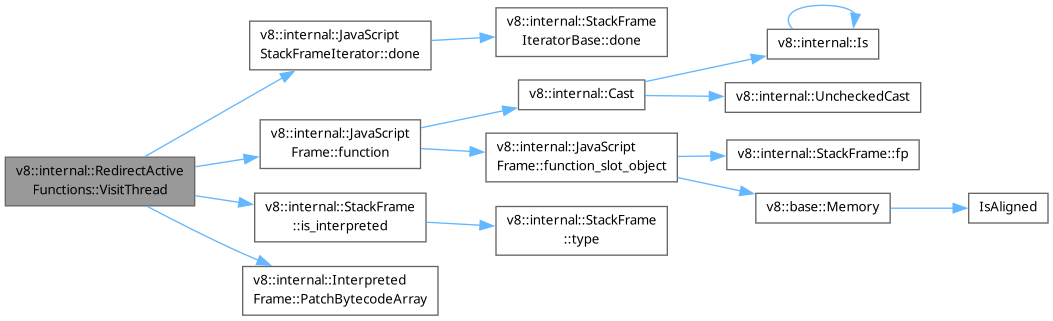 v8::internal::RedirectActive
Functions::VisitThread
v8::internal::JavaScript
StackFrameIterator::done
v8::internal::StackFrame
IteratorBase::done
v8::internal::JavaScript
Frame::function
v8::internal::Cast
v8::internal::Is
v8::internal::UncheckedCast
v8::internal::JavaScript
Frame::function_slot_object
v8::internal::StackFrame::fp
v8::base::Memory
IsAligned
v8::internal::StackFrame
::is_interpreted
v8::internal::StackFrame
::type
v8::internal::Interpreted
Frame::PatchBytecodeArray